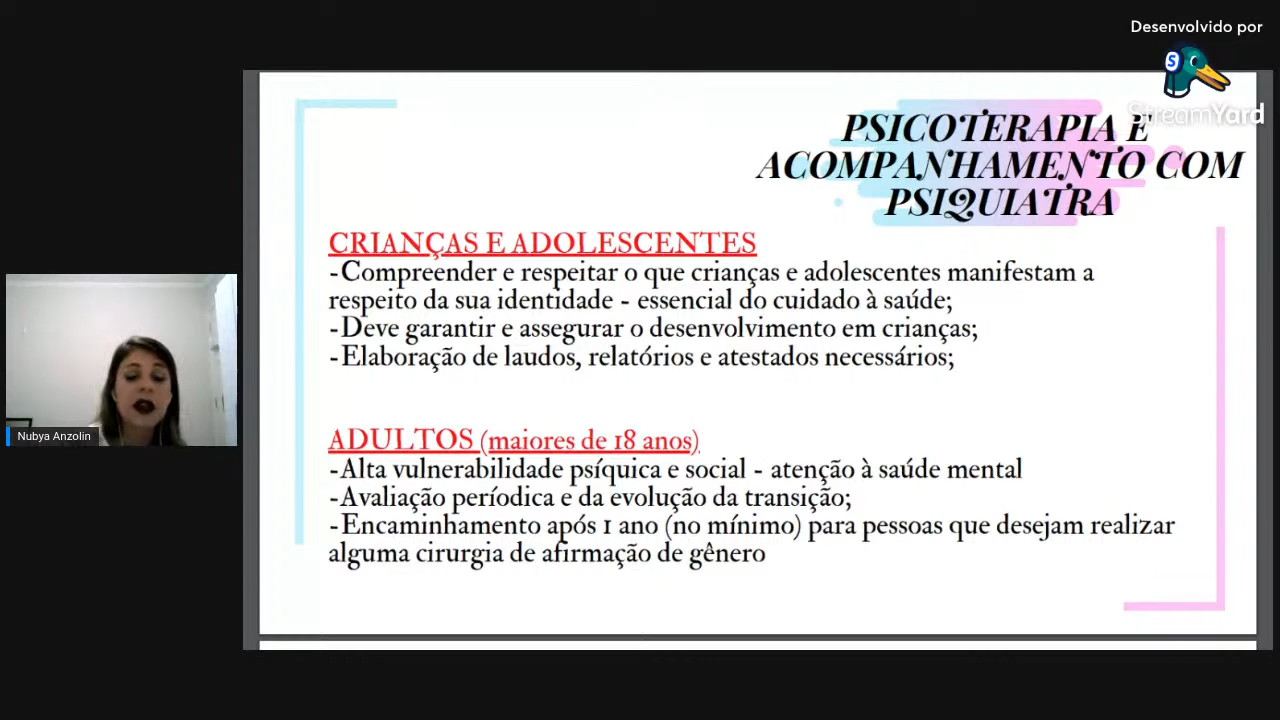 Desenvolvido por
S
StreamYard
PSICOTERAPIA E
ACOMPANHAMENTO COM
PSIQUIATRA
CRIANÇAS E ADOLESCENTES
-Compreender e respeitar o que crianças e adolescentes manifestam a
respeito da sua identidade - essencial do cuidado à saúde;
-Deve garantir e assegurar o desenvolvimento em crianças;
-Elaboração de laudos, relatórios e atestados necessários;
ADULTOS (maiores de 18 anos)
-Alta vulnerabilidade psíquica e social - atenção à saúde mental
-Avaliação períodica e da evolução da transição;
-Encaminhamento após 1 ano (no mínimo) para pessoas que desejam realizar
alguma cirurgia de afirmação de gênero
Nubya Anzolin